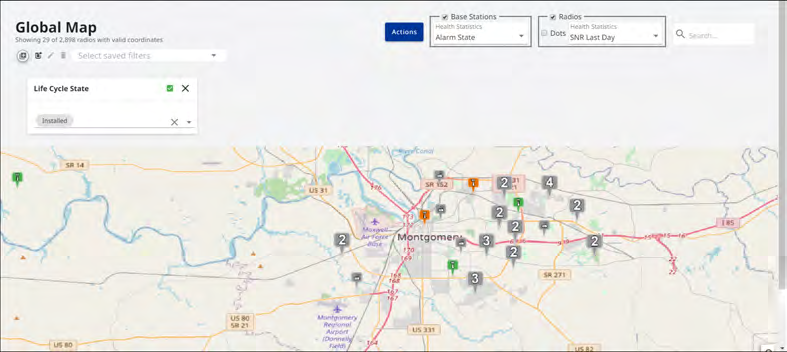 Global Map
Showing 29 of 2,898 radios with valid coordinates
Actions
Base Stations
Health Statistics
Alarm State
Radios
Dots
Health Statistics
SNR Last Day
Search...
Select saved filters
Life Cycle State
Installed
SR 14
US 31
SR 152
2
4
I 85
2
2
2
Maxwell
Air Force
Base
Montgomery
2
3
2
2
3
SR 271
US 80
SR 21
Montgomery
Regional
Airport
(Donnelly
Field)
US 331
US 80
US 82